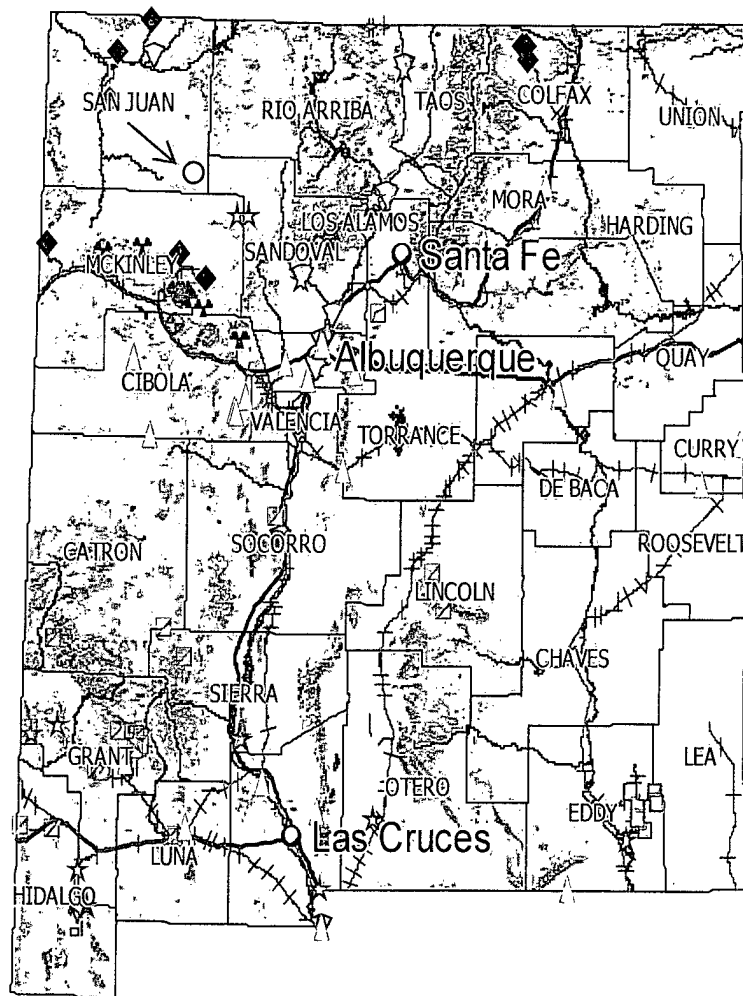 SAN JUAN
RIO ARRIBA
TAOS
COLFAX
UNION
MORA
HARDING
LOS ALAMOS
SANDOVAL
MCKINLEY
Santa Fe
Albuquerque
QUAY
CIBOLA
VALENCIA
TORRANCE
CURRY
DE BACA
CATRON
SOCORRO
ROOSEVELT
LINCOLN
CHAVES
SIERRA
GRANT
LEA
OTERO
EDDY
Las Cruces
LUNA
HIDALGO